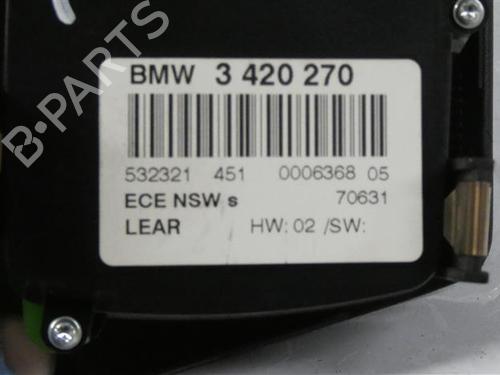 BMW 3 420 270
532321 451 0006368 05
ECE NSW s 70631
LEAR HW: 02 /SW:
B-PARTS